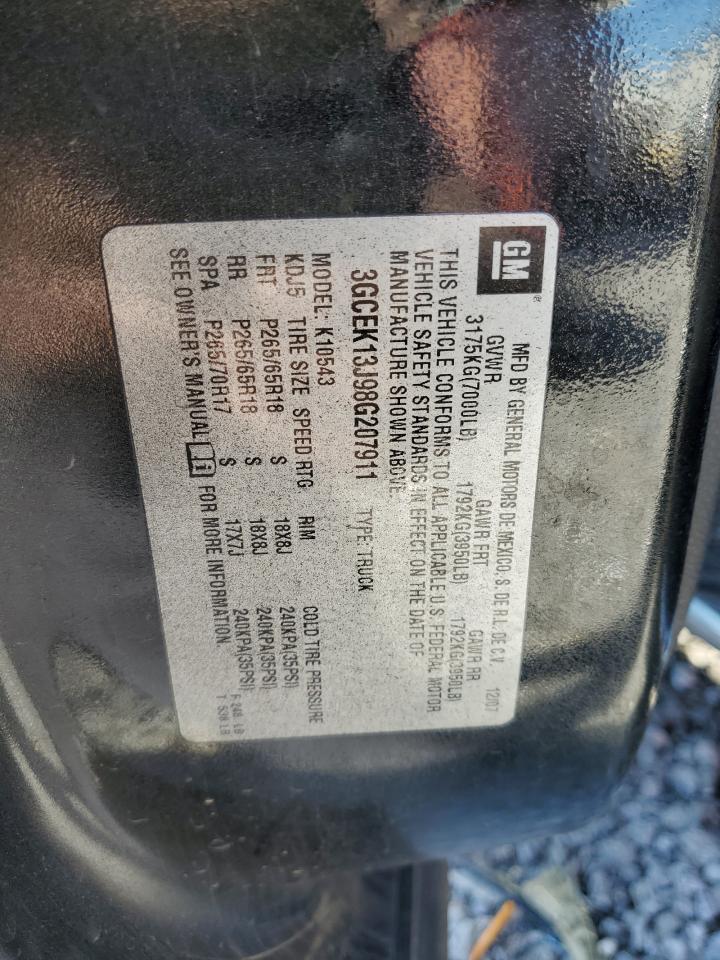 GM ®
MFD BY GENERAL MOTORS DE MEXICO, S. DE R.L. DE C.V. 12/07
GVWR GAWR FRT GAWR RR
3175KG(7000LB) 1792KG(3950LB) 1792KG(3950LB)
THIS VEHICLE CONFORMS TO ALL APPLICABLE U.S. FEDERAL MOTOR
VEHICLE SAFETY STANDARDS IN EFFECT ON THE DATE OF
MANUFACTURE SHOWN ABOVE.
3GCEK13J98G207911 TYPE: TRUCK
MODEL: K10543
KDJ5 TIRE SIZE SPEED RTG RIM COLD TIRE PRESSURE
FRT P265/65R18 S 18X8J 240KPA(35PSI)
RR P265/65R18 S 18X8J 240KPA(35PSI)
SPA P265/70R17 S 17X7J 240KPA(35PSI)
SEE OWNER'S MANUAL FOR MORE INFORMATION